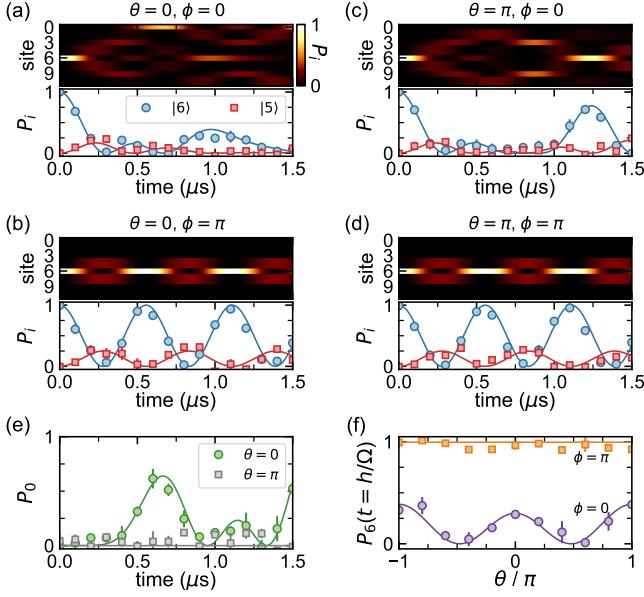 (a)
θ = 0, ϕ = 0
site
0
3
6
9
1
0
P_i
P_i
1
0
|6⟩
|5⟩
0.0
0.5
1.0
1.5
time (μs)
(c)
θ = π, ϕ = 0
site
0
3
6
9
P_i
1
0
0.0
0.5
1.0
1.5
time (μs)
(b)
θ = 0, ϕ = π
site
0
3
6
9
P_i
1
0
0.0
0.5
1.0
1.5
time (μs)
(d)
θ = π, ϕ = π
site
0
3
6
9
P_i
1
0
0.0
0.5
1.0
1.5
time (μs)
(e)
P_0
1
0
θ = 0
θ = π
0.0
0.5
1.0
1.5
time (μs)
(f)
P_6(t = h/Ω)
1
0
ϕ = π
ϕ = 0
-1
0
1
θ / π